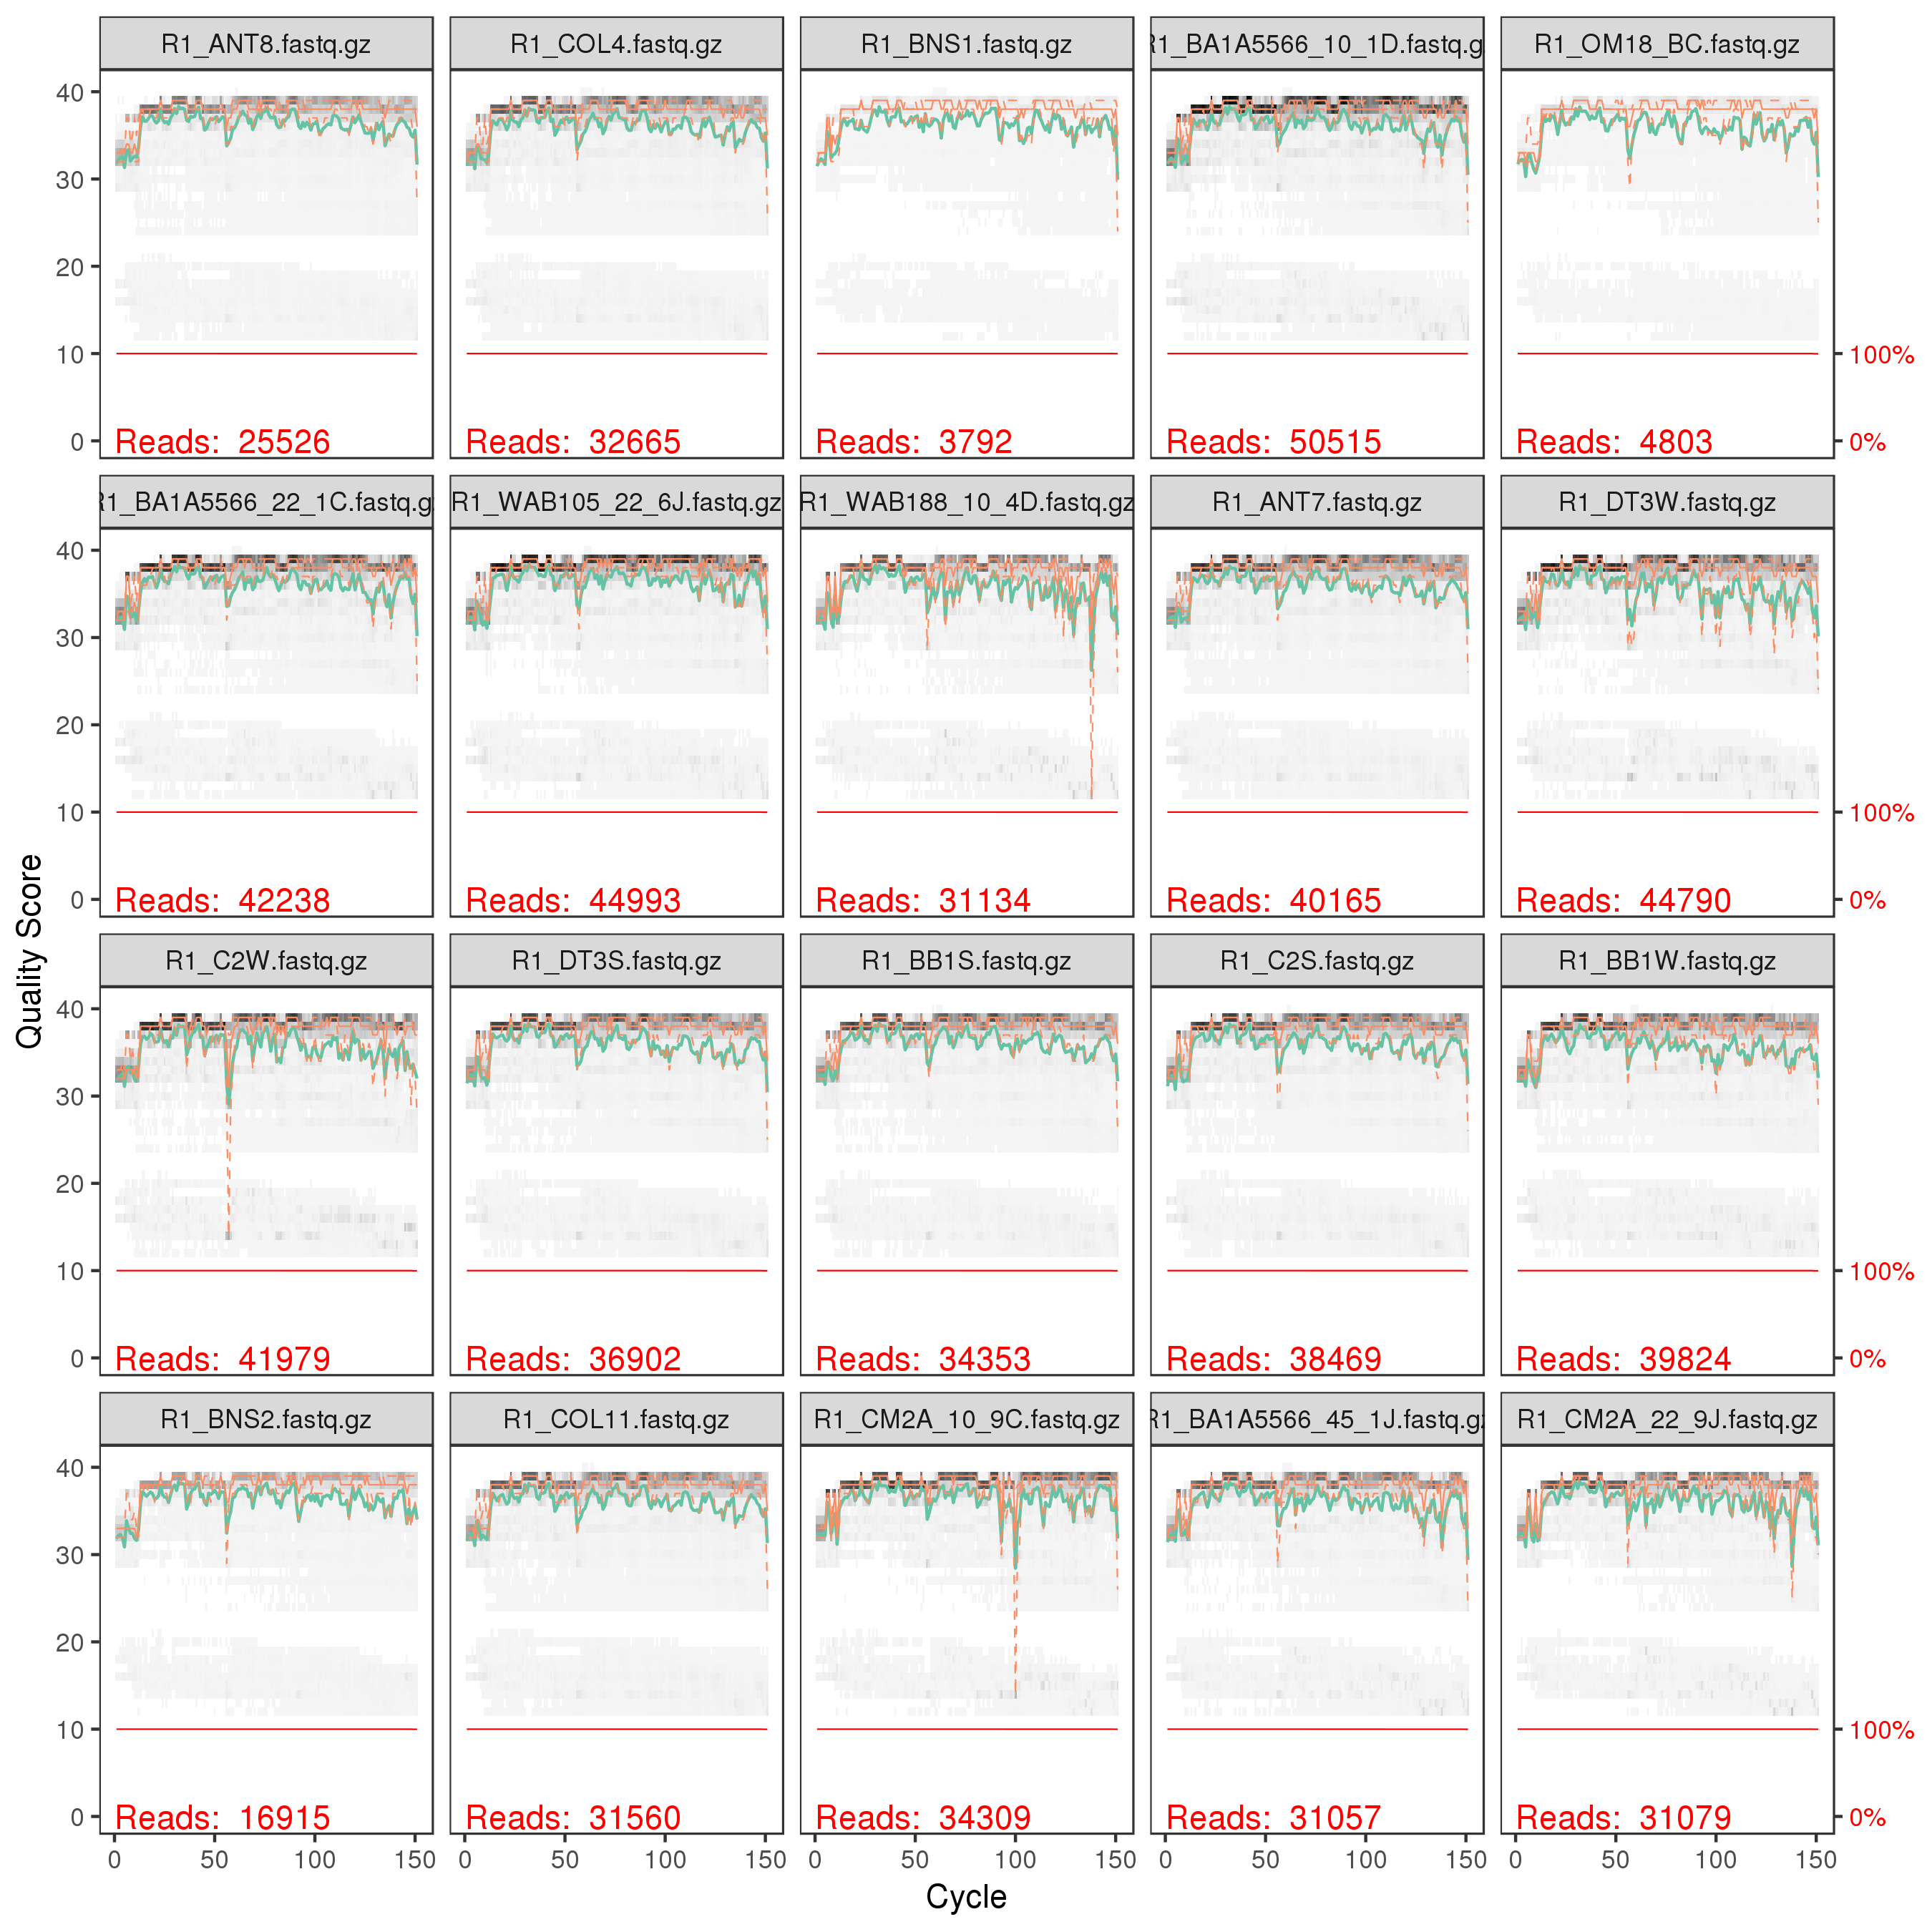 R1_ANT8.fastq.gz
R1_COL4.fastq.gz
R1_BNS1.fastq.gz
R1_BA1A5566_10_1D.fastq.g
R1_OM18_BC.fastq.gz
40
30
20
10
0
Reads: 25526
Reads: 32665
Reads: 3792
Reads: 50515
Reads: 4803
100%
0%
R1_BA1A5566_22_1C.fastq.g
R1_WAB105_22_6J.fastq.gz
R1_WAB188_10_4D.fastq.gz
R1_ANT7.fastq.gz
R1_DT3W.fastq.gz
40
30
20
10
0
Reads: 42238
Reads: 44993
Reads: 31134
Reads: 40165
Reads: 44790
100%
0%
Quality Score
R1_C2W.fastq.gz
R1_DT3S.fastq.gz
R1_BB1S.fastq.gz
R1_C2S.fastq.gz
R1_BB1W.fastq.gz
40
30
20
10
0
Reads: 41979
Reads: 36902
Reads: 34353
Reads: 38469
Reads: 39824
100%
0%
R1_BNS2.fastq.gz
R1_COL11.fastq.gz
R1_CM2A_10_9C.fastq.gz
R1_BA1A5566_45_1J.fastq.gz
R1_CM2A_22_9J.fastq.gz
40
30
20
10
0
Reads: 16915
Reads: 31560
Reads: 34309
Reads: 31057
Reads: 31079
100%
0%
0 50 100 150
0 50 100 150
0 50 100 150
0 50 100 150
0 50 100 150
Cycle